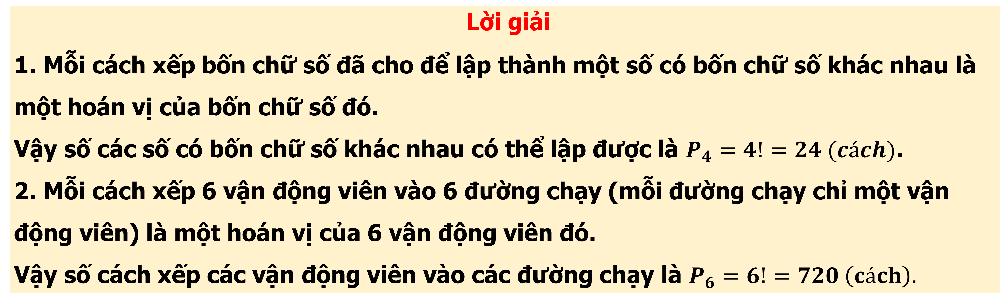 Lời giải
1. Mỗi cách xếp bốn chữ số đã cho để lập thành một số có bốn chữ số khác nhau là
một hoán vị của bốn chữ số đó.
Vậy số các số có bốn chữ số khác nhau có thể lập được là P₄ = 4! = 24 (cách).
2. Mỗi cách xếp 6 vận động viên vào 6 đường chạy (mỗi đường chạy chỉ một vận
động viên) là một hoán vị của 6 vận động viên đó.
Vậy số cách xếp các vận động viên vào các đường chạy là P₆ = 6! = 720 (cách).